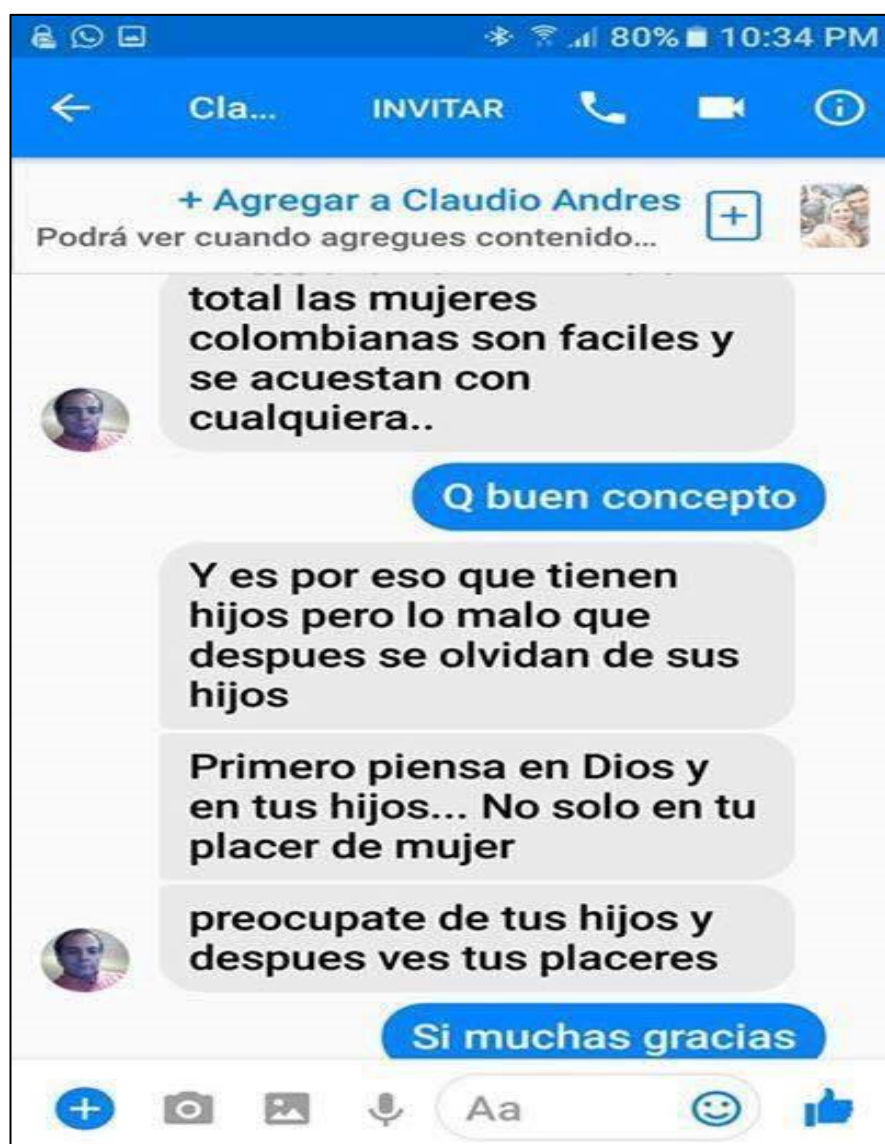 80% 10:34 PM
Cla... INVITAR
+ Agregar a Claudio Andres
Podrá ver cuando agregues contenido...
total las mujeres
colombianas son faciles y
se acuestan con
cualquiera..
Q buen concepto
Y es por eso que tienen
hijos pero lo malo que
despues se olvidan de sus
hijos
Primero piensa en Dios y
en tus hijos... No solo en tu
placer de mujer
preocupate de tus hijos y
despues ves tus placeres
Si muchas gracias
Aa